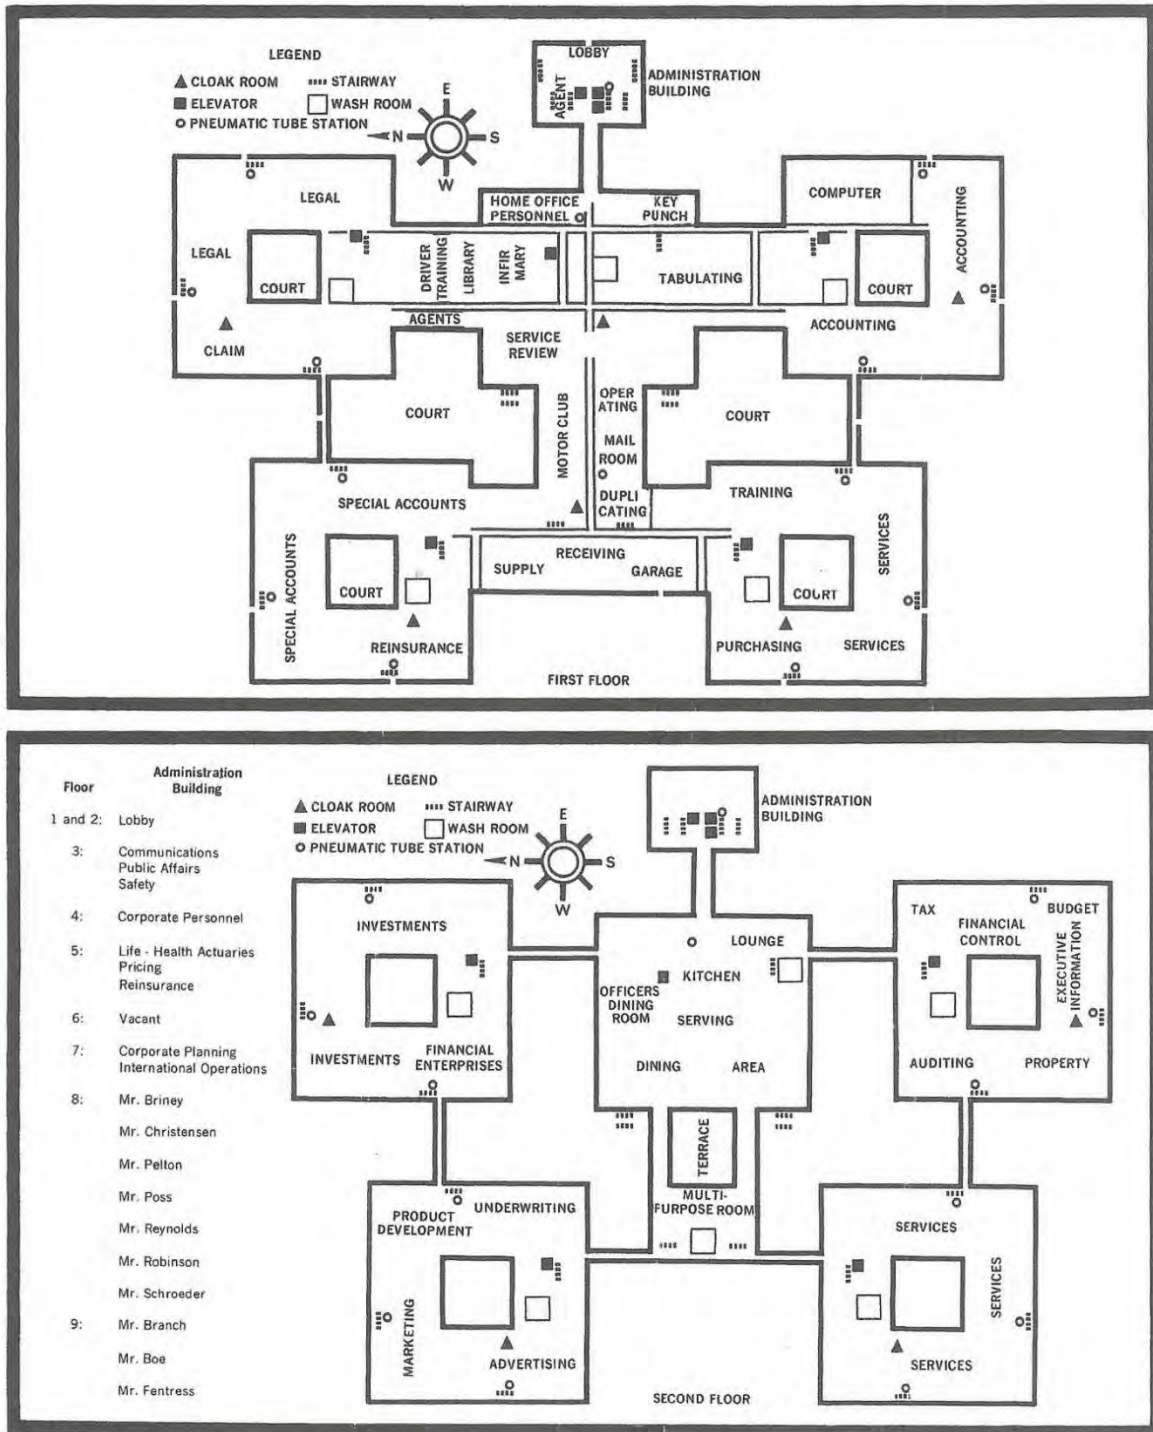 LEGEND
CLOAK ROOM
STAIRWAY
ELEVATOR
WASH ROOM
PNEUMATIC TUBE STATION
E
N
S
W
LOBBY
AGENT
ADMINISTRATION
BUILDING
LEGAL
HOME OFFICE
PERSONNEL
KEY
PUNCH
COMPUTER
ACCOUNTING
LEGAL
COURT
DRIVER
TRAINING
LIBRARY
INFIR
MARY
TABULATING
COURT
AGENTS
ACCOUNTING
CLAIM
SERVICE
REVIEW
COURT
MOTOR CLUB
OPER
ATING
MAIL
ROOM
COURT
DUPLI
CATING
TRAINING
SPECIAL ACCOUNTS
SPECIAL ACCOUNTS
COURT
RECEIVING
SUPPLY
GARAGE
COURT
SERVICES
REINSURANCE
PURCHASING
SERVICES
FIRST FLOOR
Floor
Administration
Building
1 and 2: Lobby
3: Communications
Public Affairs
Safety
4: Corporate Personnel
5: Life - Health Actuaries
Pricing
Reinsurance
6: Vacant
7: Corporate Planning
International Operations
8: Mr. Briney
Mr. Christensen
Mr. Pelton
Mr. Poss
Mr. Reynolds
Mr. Robinson
Mr. Schroeder
9: Mr. Branch
Mr. Boe
Mr. Fentress
LEGEND
CLOAK ROOM
STAIRWAY
ELEVATOR
WASH ROOM
PNEUMATIC TUBE STATION
E
N
S
W
ADMINISTRATION
BUILDING
INVESTMENTS
LOUNGE
KITCHEN
OFFICERS
DINING
ROOM
SERVING
DINING
AREA
TAX
BUDGET
FINANCIAL
CONTROL
EXECUTIVE
INFORMATION
AUDITING
PROPERTY
INVESTMENTS
FINANCIAL
ENTERPRISES
TERRACE
MULTI-
PURPOSE ROOM
UNDERWRITING
PRODUCT
DEVELOPMENT
MARKETING
ADVERTISING
SERVICES
SERVICES
SERVICES
SECOND FLOOR